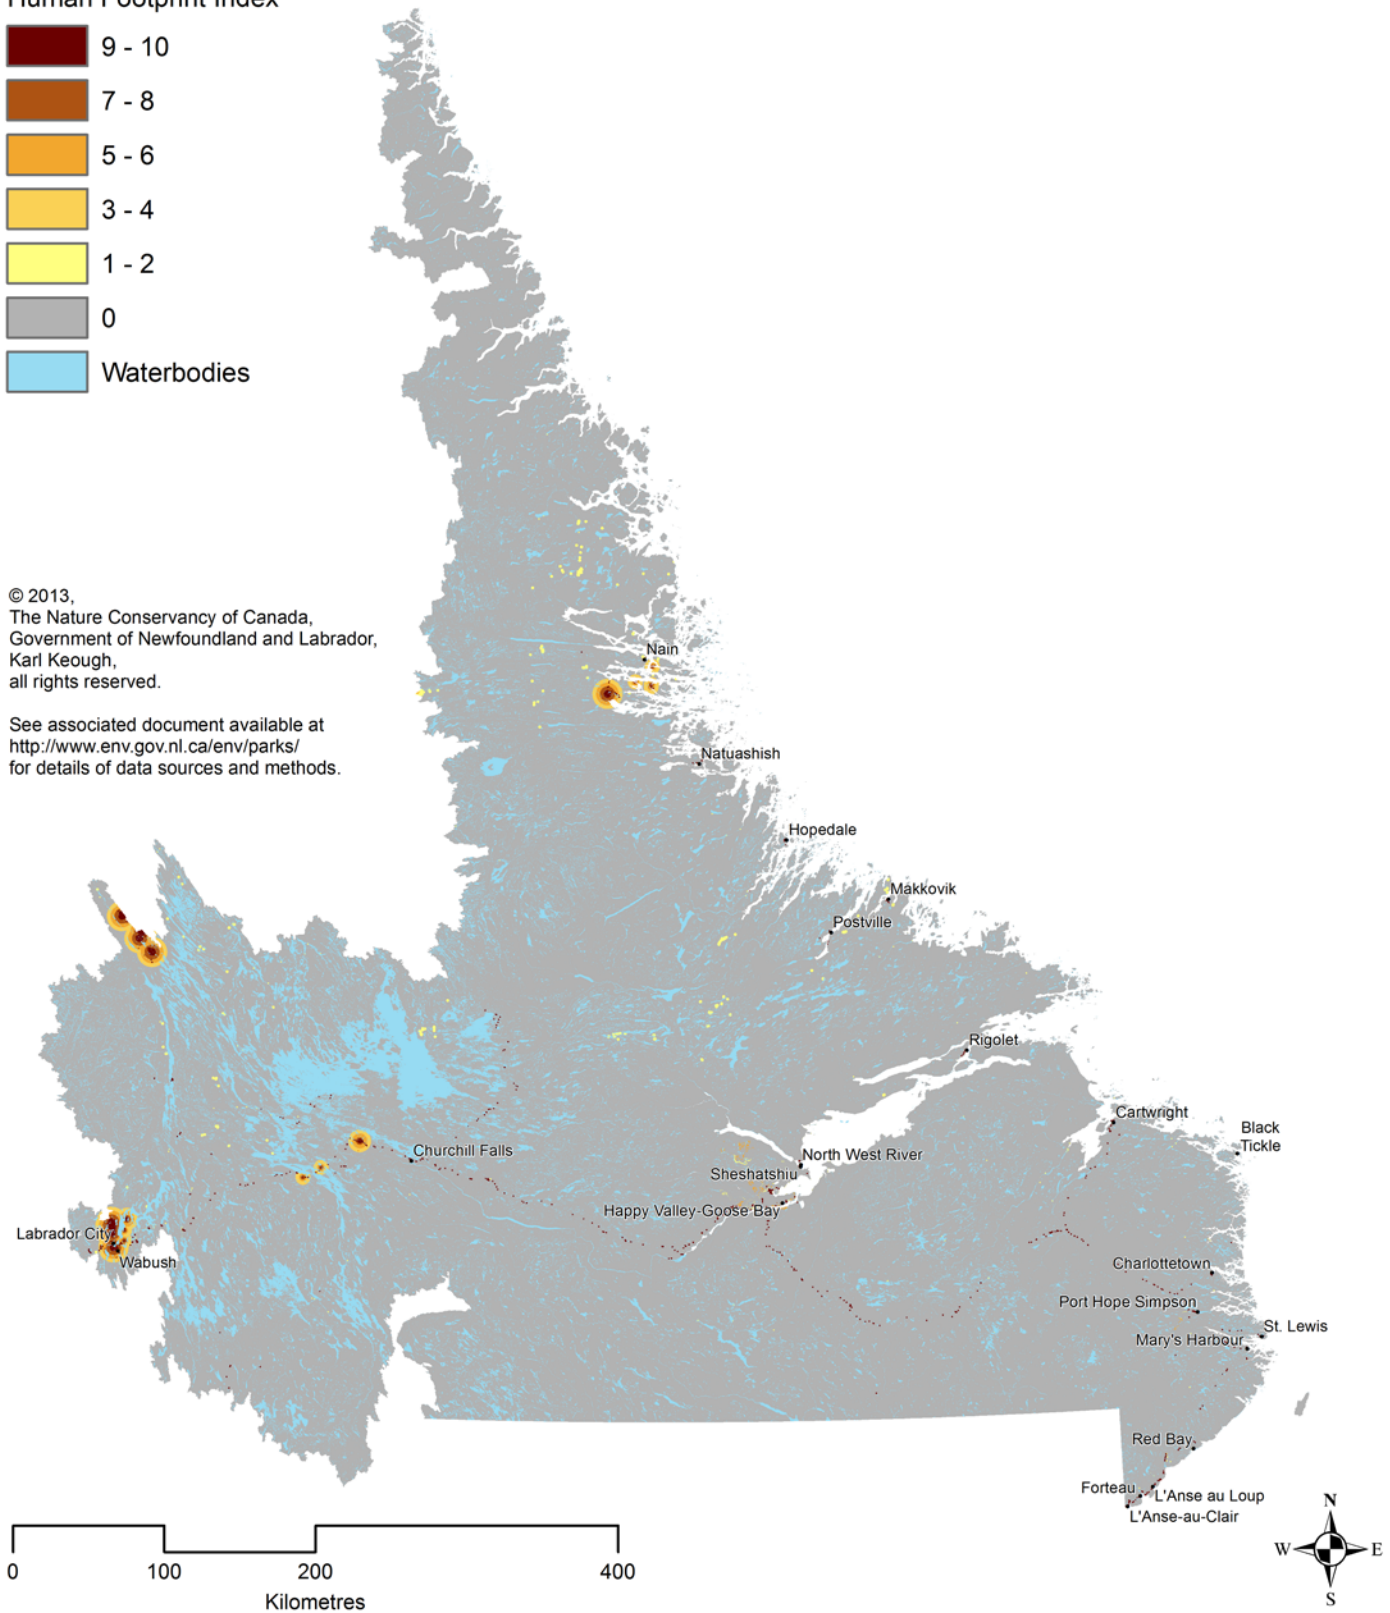 Human Footprint Index
9 - 10
7 - 8
5 - 6
3 - 4
1 - 2
0
Waterbodies
© 2013,
The Nature Conservancy of Canada,
Government of Newfoundland and Labrador,
Karl Keough,
all rights reserved.
See associated document available at
http://www.env.gov.nl.ca/env/parks/
for details of data sources and methods.
Nain
Natuashish
Hopedale
Makkovik
Postville
Rigolet
Cartwright
Black
Tickle
Churchill Falls
North West River
Sheshatshiu
Happy Valley-Goose Bay
Labrador City
Wabush
Charlottetown
Port Hope Simpson
St. Lewis
Mary's Harbour
Red Bay
Forteau
L'Anse au Loup
L'Anse-au-Clair
N
W
E
S
0
100
200
400
Kilometres